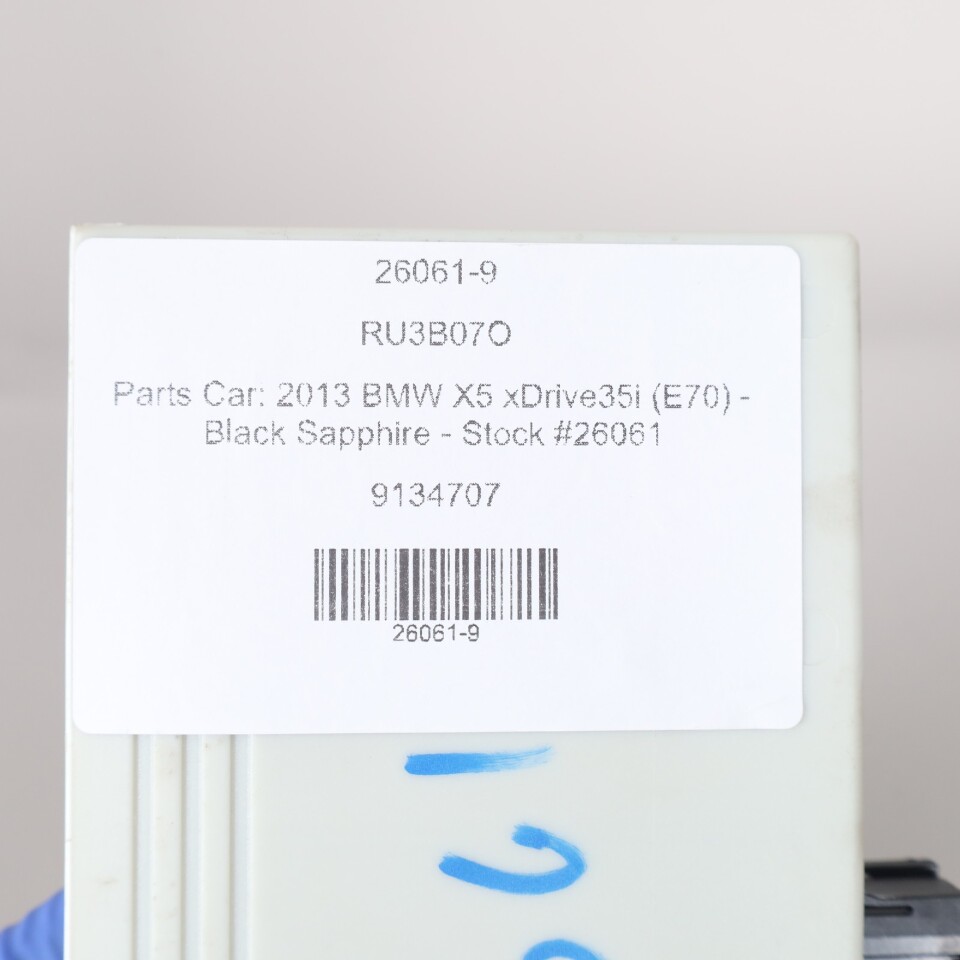 26061-9
RU3B07O
Parts Car: 2013 BMW X5 xDrive35i (E70) -
Black Sapphire - Stock #26061
9134707
26061-9